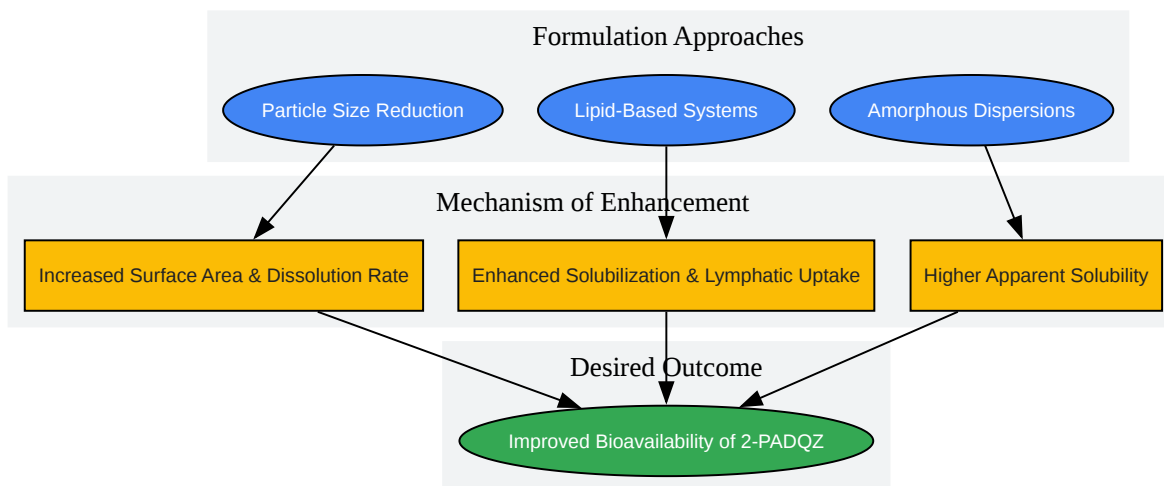 Formulation Approaches
Particle Size Reduction
Lipid-Based Systems
Amorphous Dispersions
Mechanism of Enhancement
Increased Surface Area & Dissolution Rate
Enhanced Solubilization & Lymphatic Uptake
Higher Apparent Solubility
Desired Outcome
Improved Bioavailability of 2-PADQZ